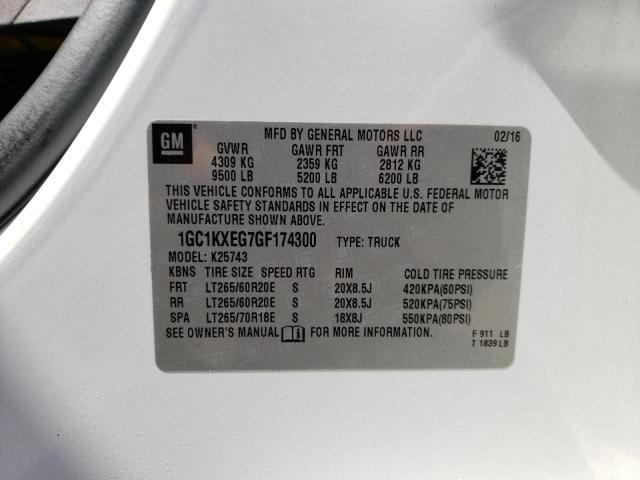 MFD BY GENERAL MOTORS LLC 02/16
GM®
GVWR GAWR FRT GAWR RR
4309 KG 2359 KG 2812 KG
9500 LB 5200 LB 6200 LB
THIS VEHICLE CONFORMS TO ALL APPLICABLE U.S. FEDERAL MOTOR
VEHICLE SAFETY STANDARDS IN EFFECT ON THE DATE OF
MANUFACTURE SHOWN ABOVE.
1GC1KXEG7GF174300 TYPE: TRUCK
MODEL: K25743
KBNS TIRE SIZE SPEED RTG RIM COLD TIRE PRESSURE
FRT LT265/60R20E S 20X8.5J 420KPA(60PSI)
RR LT265/60R20E S 20X8.5J 520KPA(75PSI)
SPA LT265/70R18E S 18X8J 550KPA(80PSI)
SEE OWNER'S MANUAL FOR MORE INFORMATION. F 911 LB
T 1839 LB